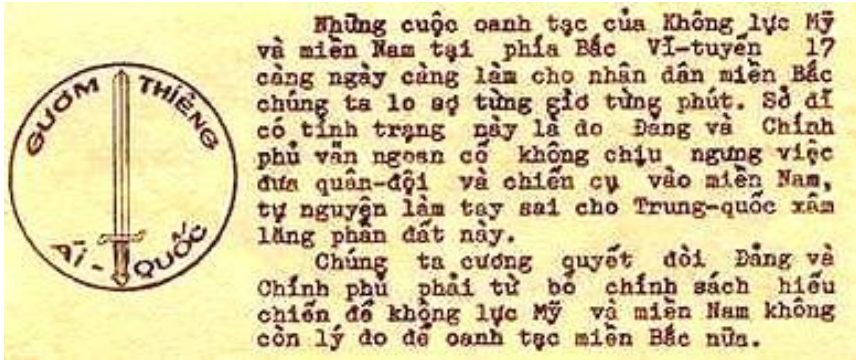 GƯƠM THIÊNG
ÁI - QUỐC
Những cuộc oanh tạc của Không lực Mỹ
và miền Nam tại phía Bắc Vĩ-tuyến 17
càng ngày càng làm cho nhân dân miền Bắc
chúng ta lo sợ từng giờ từng phút. Sở dĩ
có tình trạng này là do Đảng và Chính
phủ vẫn ngoan cố không chịu ngưng việc
đưa quân-đội và chiến cụ vào miền Nam,
tự nguyện làm tay sai cho Trung-quốc xâm
lăng phần đất này.
Chúng ta cương quyết đòi Đảng và
Chính phủ phải từ bỏ chính sách hiếu
chiến để không lực Mỹ và miền Nam không
còn lý do để oanh tạc miền Bắc nữa.